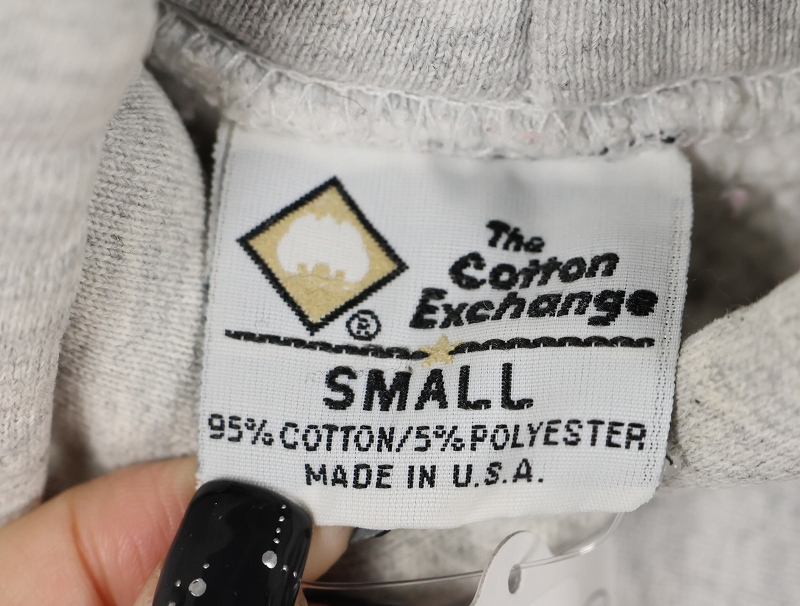 The
Cotton
Exchange
®
SMALL
95% COTTON/5% POLYESTER
MADE IN U.S.A.